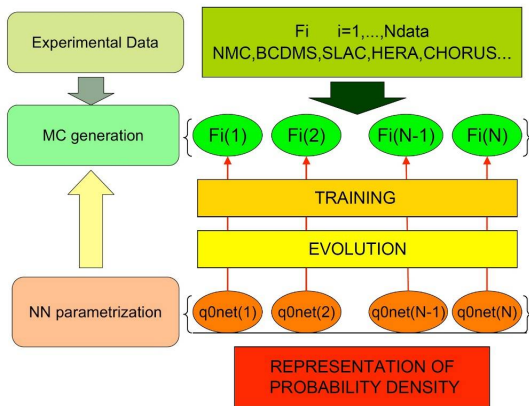 Experimental Data
Fi i=1,...,Ndata
NMC,BCDMS,SLAC,HERA,CHORUS...
MC generation
Fi(1)
Fi(2)
Fi(N-1)
Fi(N)
TRAINING
EVOLUTION
NN parametrization
q0net(1)
q0net(2)
q0net(N-1)
q0net(N)
REPRESENTATION OF
PROBABILITY DENSITY